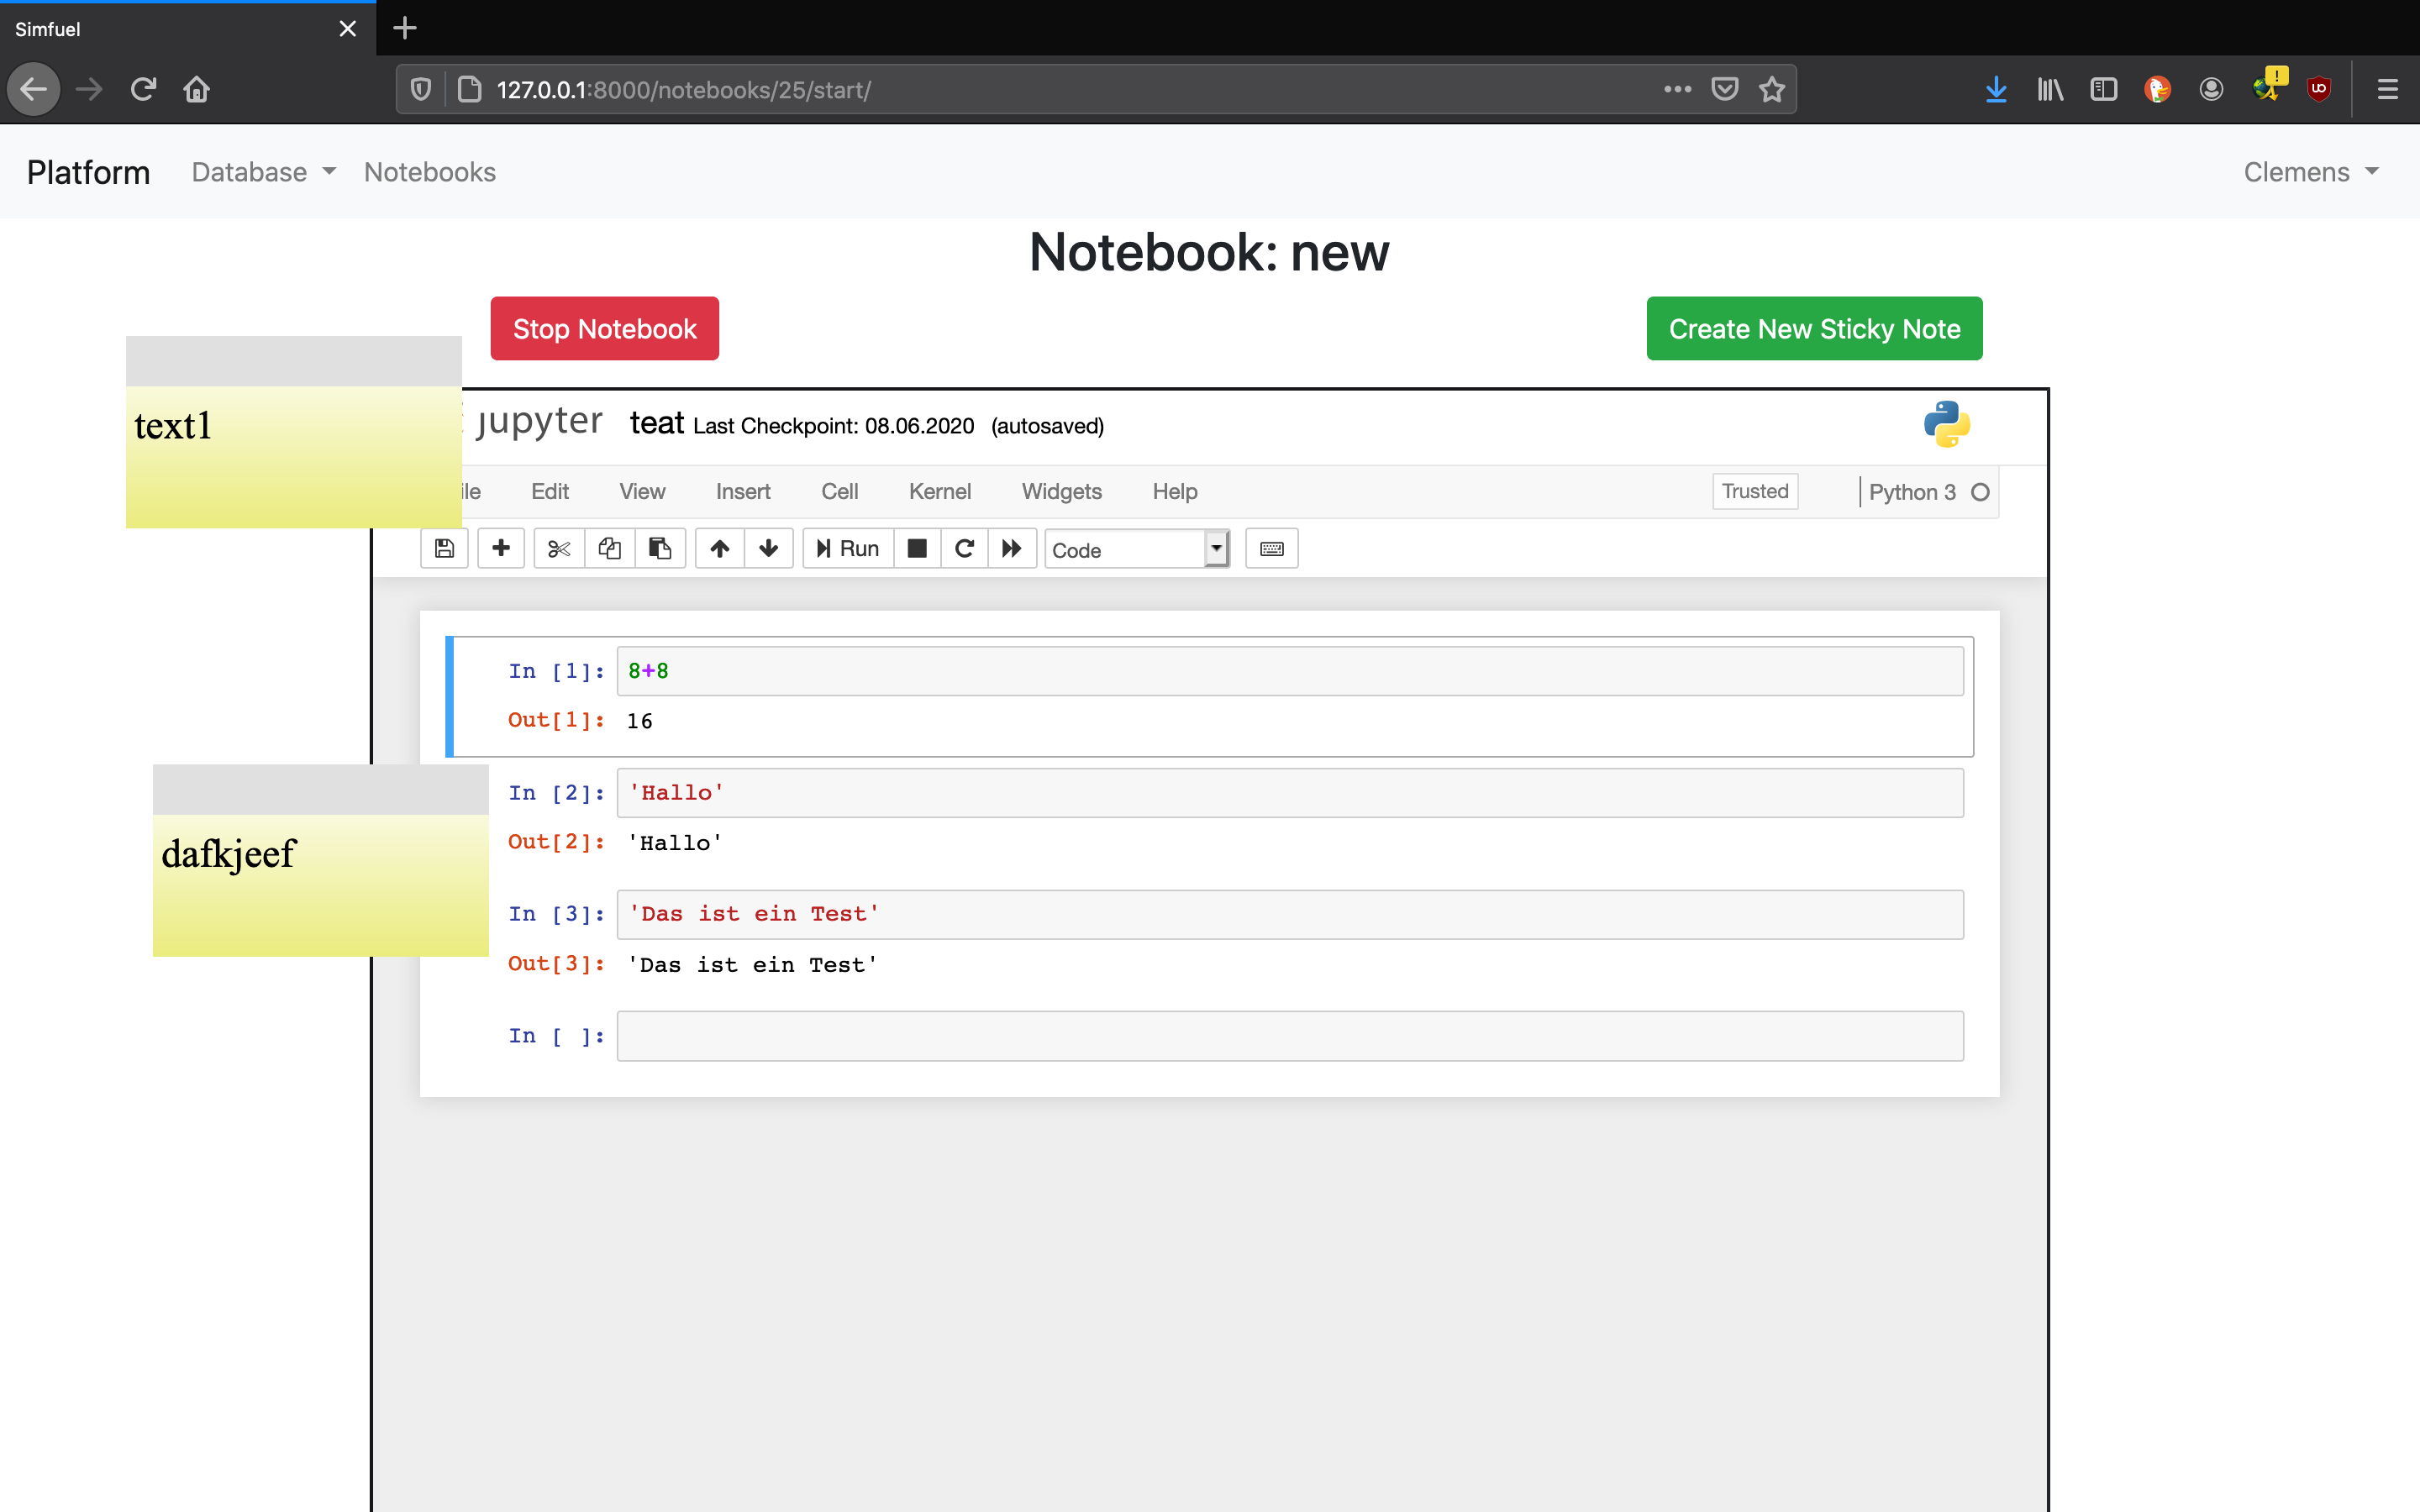 Simfuel
127.0.0.1:8000/notebooks/25/start/
Platform Database Notebooks Clemens
Notebook: new
Stop Notebook Create New Sticky Note
text1
jupyter teat Last Checkpoint: 08.06.2020 (autosaved)
ile Edit View Insert Cell Kernel Widgets Help Trusted Python 3
Run Code
In [1]: 8+8
Out[1]: 16
In [2]: 'Hallo'
Out[2]: 'Hallo'
dafkjeef
In [3]: 'Das ist ein Test'
Out[3]: 'Das ist ein Test'
In [ ]: